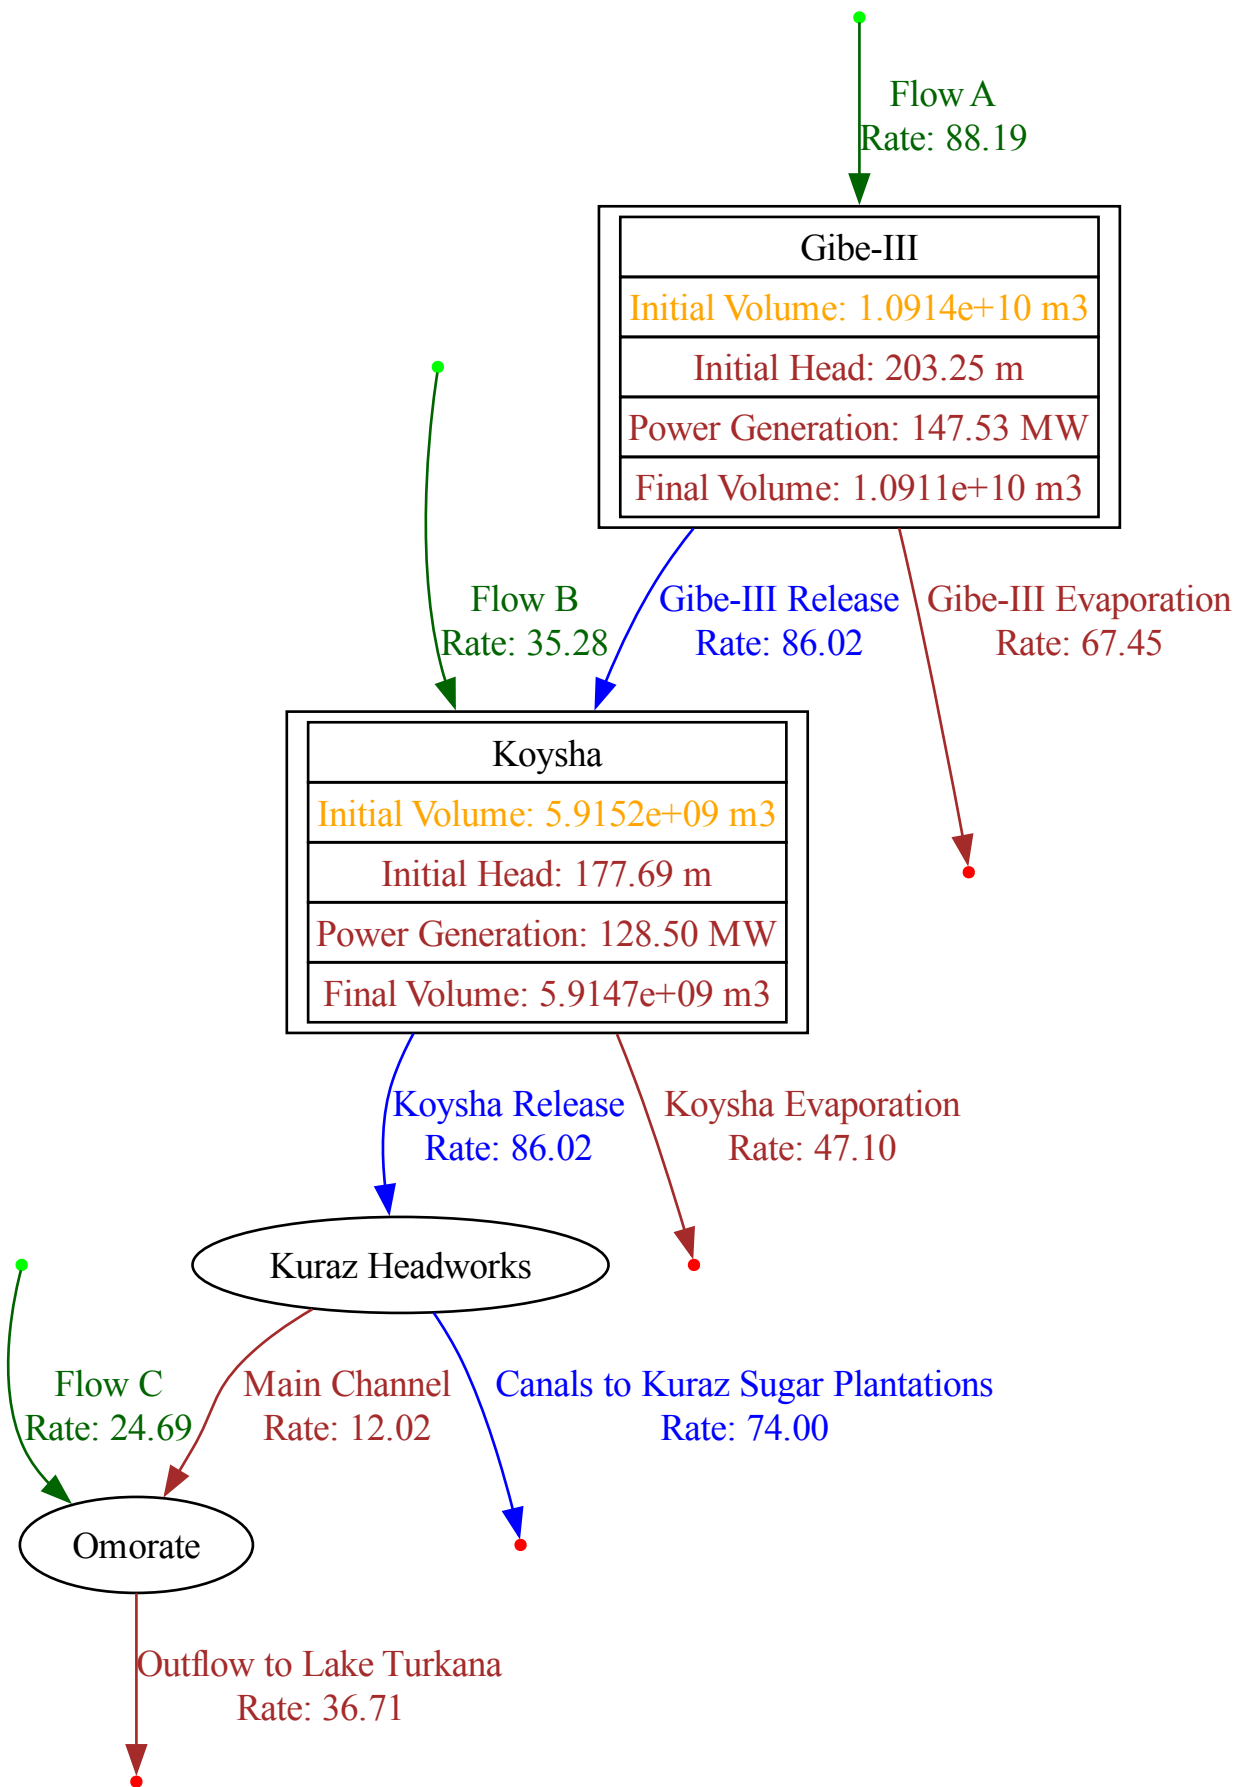 Flow A
Rate: 88.19
Gibe-III
Initial Volume: 1.0914e+10 m3
Initial Head: 203.25 m
Power Generation: 147.53 MW
Final Volume: 1.0911e+10 m3
Flow B
Rate: 35.28
Gibe-III Release
Rate: 86.02
Gibe-III Evaporation
Rate: 67.45
Koysha
Initial Volume: 5.9152e+09 m3
Initial Head: 177.69 m
Power Generation: 128.50 MW
Final Volume: 5.9147e+09 m3
Koysha Release
Rate: 86.02
Koysha Evaporation
Rate: 47.10
Kuraz Headworks
Flow C
Rate: 24.69
Main Channel
Rate: 12.02
Canals to Kuraz Sugar Plantations
Rate: 74.00
Omorate
Outflow to Lake Turkana
Rate: 36.71